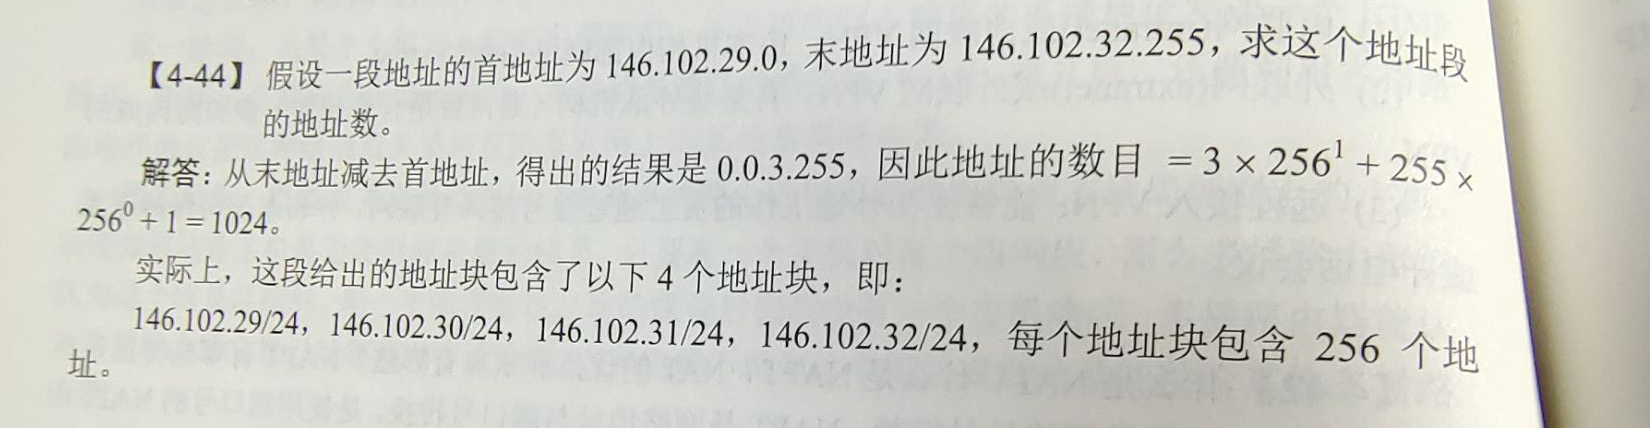 【4-44】 假设一段地址的首地址为 146.102.29.0，末地址为 146.102.32.255，求这个地址段
的地址数。
解答：从末地址减去首地址，得出的结果是 0.0.3.255，因此地址的数目 = 3 × 256¹ + 255 ×
256⁰ + 1 = 1024。
实际上，这段给出的地址块包含了以下 4 个地址块，即：
146.102.29/24，146.102.30/24，146.102.31/24，146.102.32/24，每个地址块包含 256 个地
址。